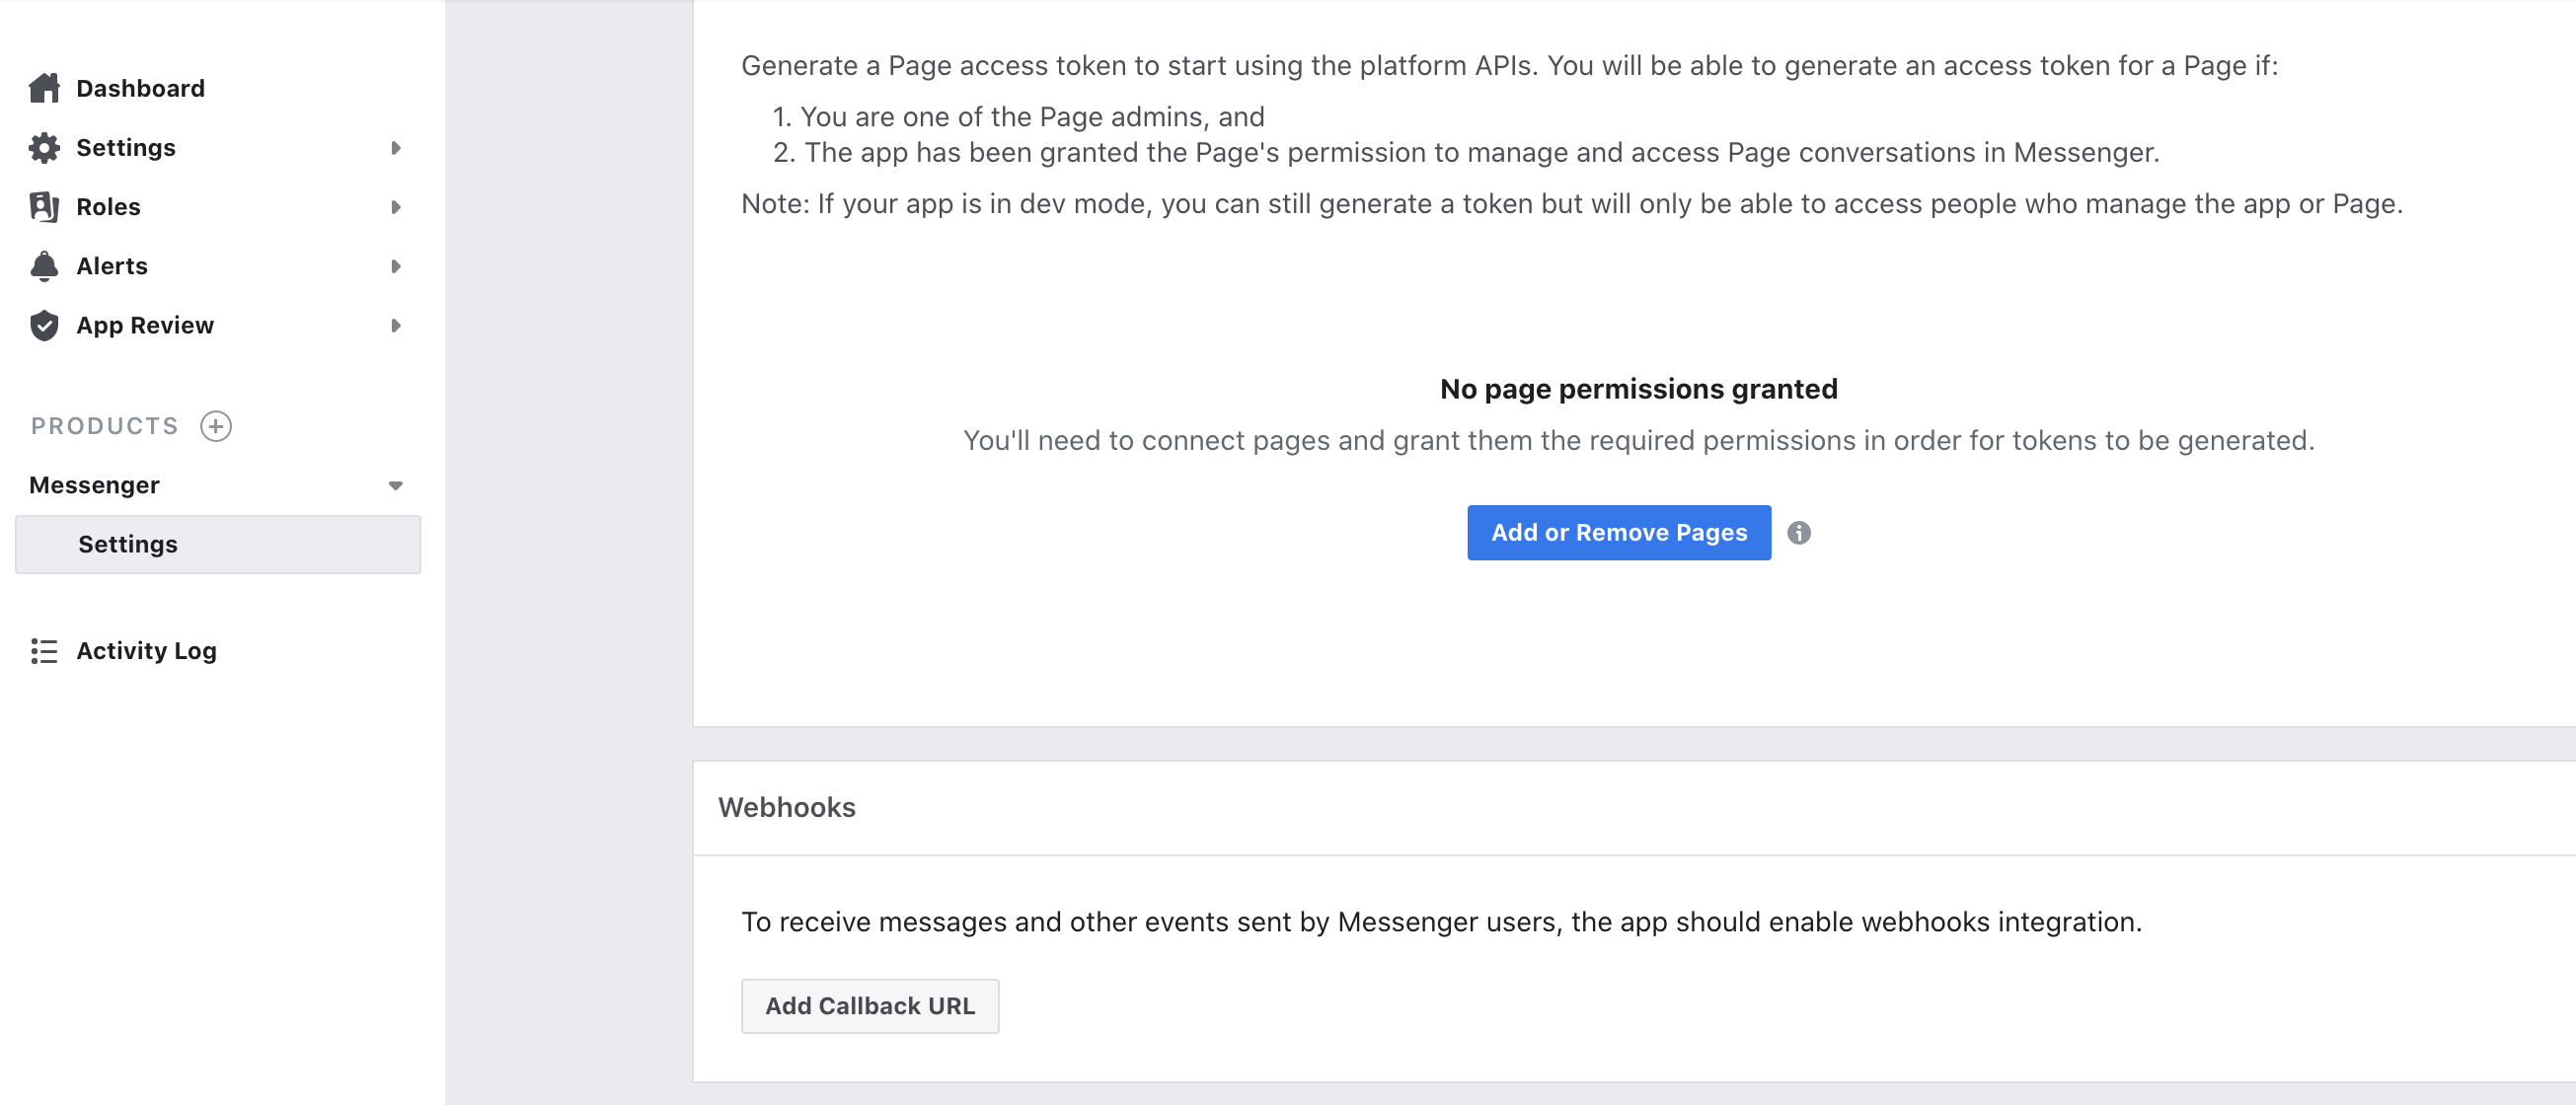 Dashboard
Settings
Roles
Alerts
App Review
PRODUCTS
Messenger
Settings
Activity Log
Generate a Page access token to start using the platform APIs. You will be able to generate an access token for a Page if:
1. You are one of the Page admins, and
2. The app has been granted the Page's permission to manage and access Page conversations in Messenger.
Note: If your app is in dev mode, you can still generate a token but will only be able to access people who manage the app or Page.
No page permissions granted
You'll need to connect pages and grant them the required permissions in order for tokens to be generated.
Add or Remove Pages
Webhooks
To receive messages and other events sent by Messenger users, the app should enable webhooks integration.
Add Callback URL